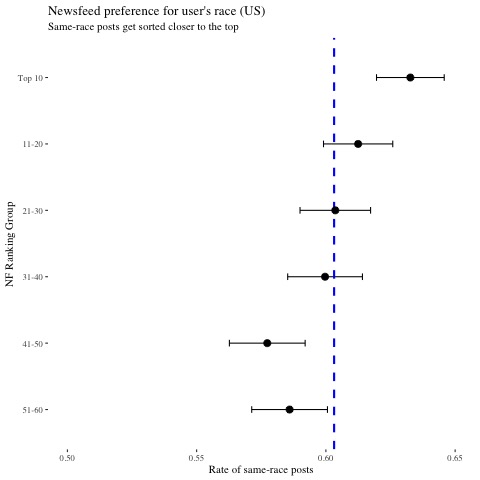 Newsfeed preference for user's race (US)
Same-race posts get sorted closer to the top
NF Ranking Group
Top 10
11-20
21-30
31-40
41-50
51-60
0.50
0.55
0.60
0.65
Rate of same-race posts